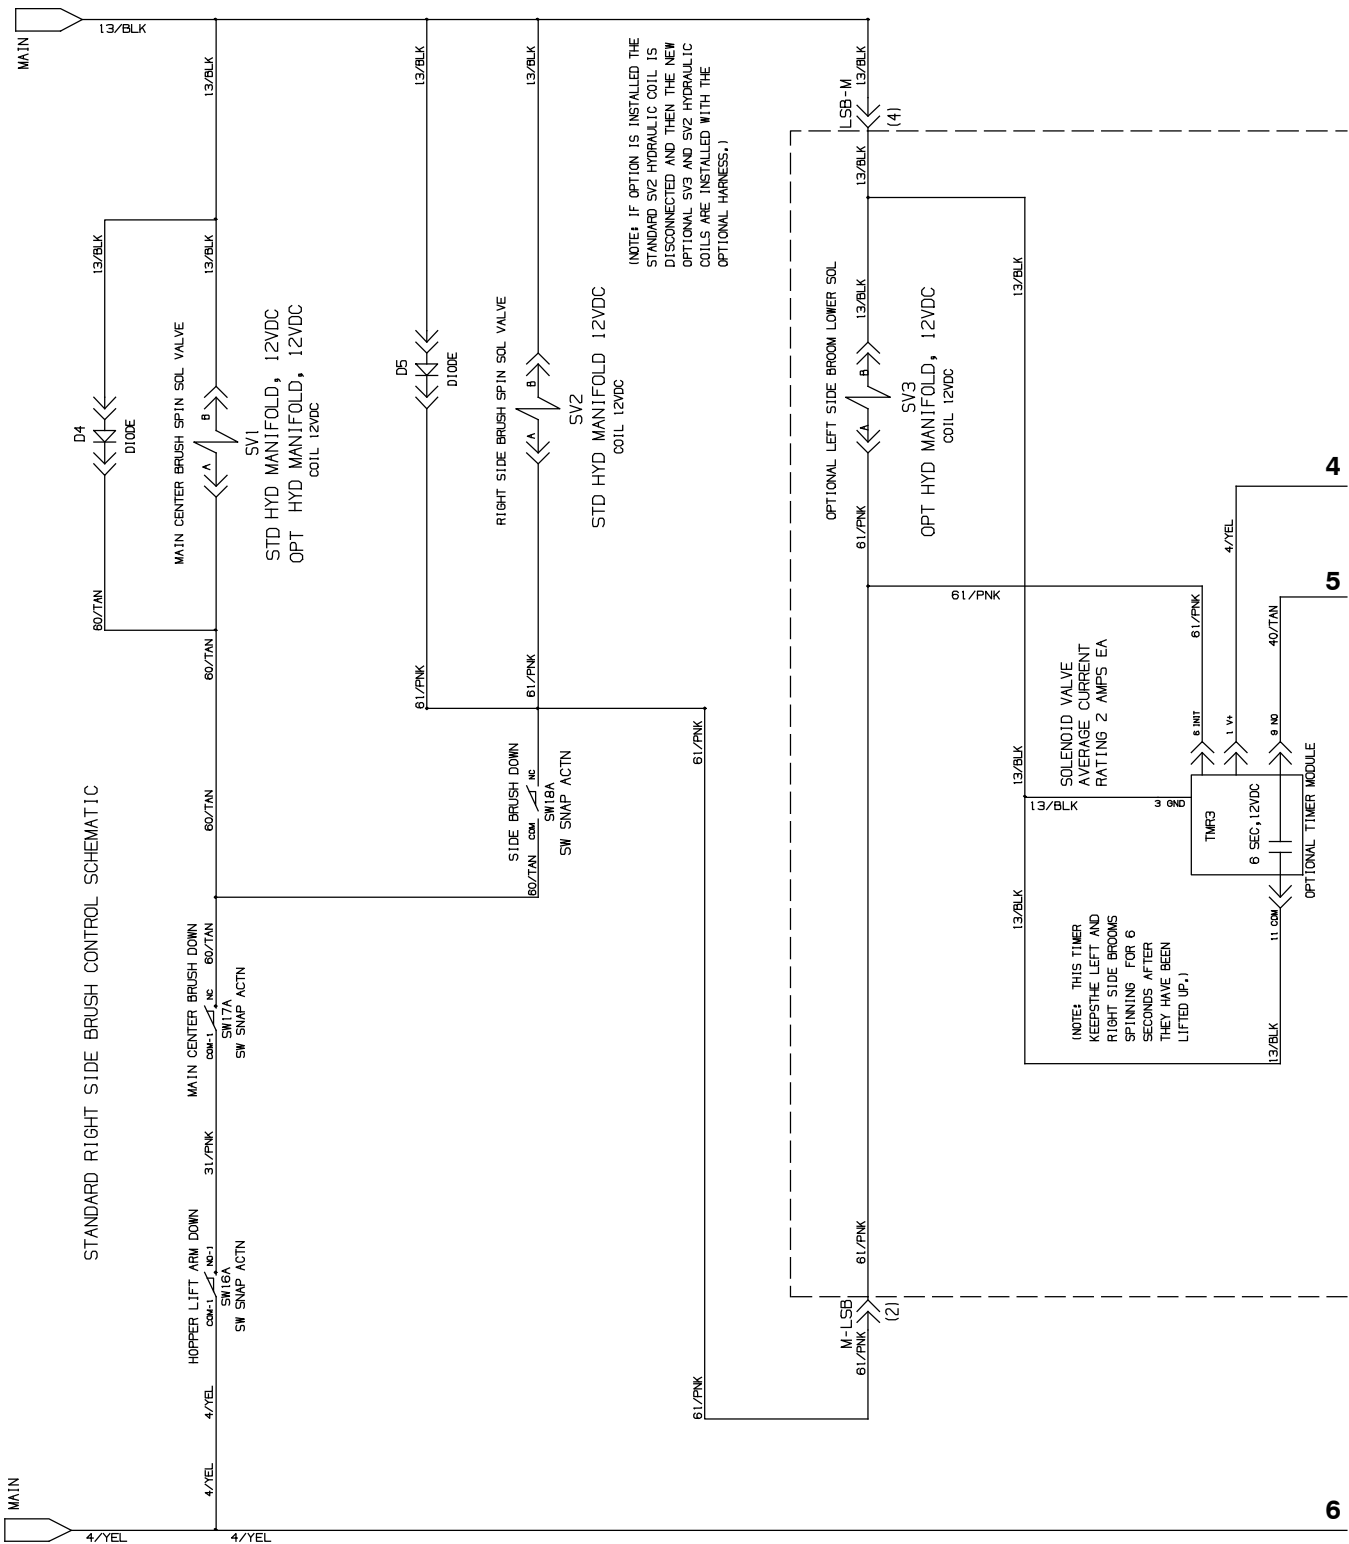 MAIN
13/BLK
13/BLK
13/BLK
13/BLK
13/BLK
LSB-M
(4)
(NOTE: IF OPTION IS INSTALLED THE
STANDARD SV2 HYDRAULIC COIL IS
DISCONNECTED AND THEN THE NEW
OPTIONAL SV3 AND SV2 HYDRAULIC
COILS ARE INSTALLED WITH THE
OPTIONAL HARNESS.)
13/BLK
13/BLK
13/BLK
13/BLK
13/BLK
D4
DIODE
MAIN CENTER BRUSH SPIN SOL VALVE
B
A
SV1
STD HYD MANIFOLD, 12VDC
OPT HYD MANIFOLD, 12VDC
COIL 12VDC
D5
DIODE
RIGHT SIDE BRUSH SPIN SOL VALVE
B
A
SV2
STD HYD MANIFOLD 12VDC
COIL 12VDC
OPTIONAL LEFT SIDE BROOM LOWER SOL
B
A
SV3
OPT HYD MANIFOLD, 12VDC
COIL 12VDC
4
61/PNK
4/YEL
5
60/TAN
60/TAN
61/PNK
61/PNK
61/PNK
61/PNK
40/TAN
SOLENOID VALVE
AVERAGE CURRENT
RATING 2 AMPS EA
6 INIT
1 V+
9 NO
61/PNK
13/BLK
13/BLK
3 GND
TMR3
6 SEC,12VDC
OPTIONAL TIMER MODULE
11 COM
STANDARD RIGHT SIDE BRUSH CONTROL SCHEMATIC
60/TAN
SIDE BRUSH DOWN
COM
NC
SW18A
SW SNAP ACTN
60/TAN
13/BLK
(NOTE: THIS TIMER
KEEPSTHE LEFT AND
RIGHT SIDE BROOMS
SPINNING FOR 6
SECONDS AFTER
THEY HAVE BEEN
LIFTED UP.)
13/BLK
MAIN CENTER BRUSH DOWN
60/TAN
COM-1
NC
SW17A
SW SNAP ACTN
31/PNK
HOPPER LIFT ARM DOWN
COM-1
NO-1
SW16A
SW SNAP ACTN
61/PNK
M-LSB
(2)
61/PNK
61/PNK
4/YEL
4/YEL
MAIN
4/YEL
4/YEL
6